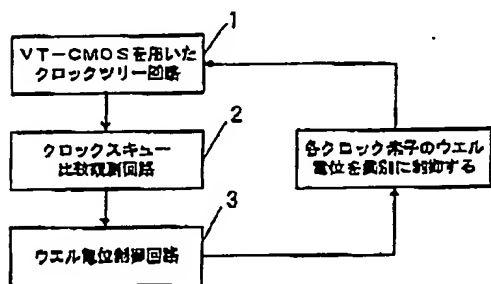 1
VT-CMOSを用いた
クロックツリー回路
2
クロックスキュー
比較観測回路
3
ウエル電位制御回路
各クロック素子のウエル
電位を個別に制御する